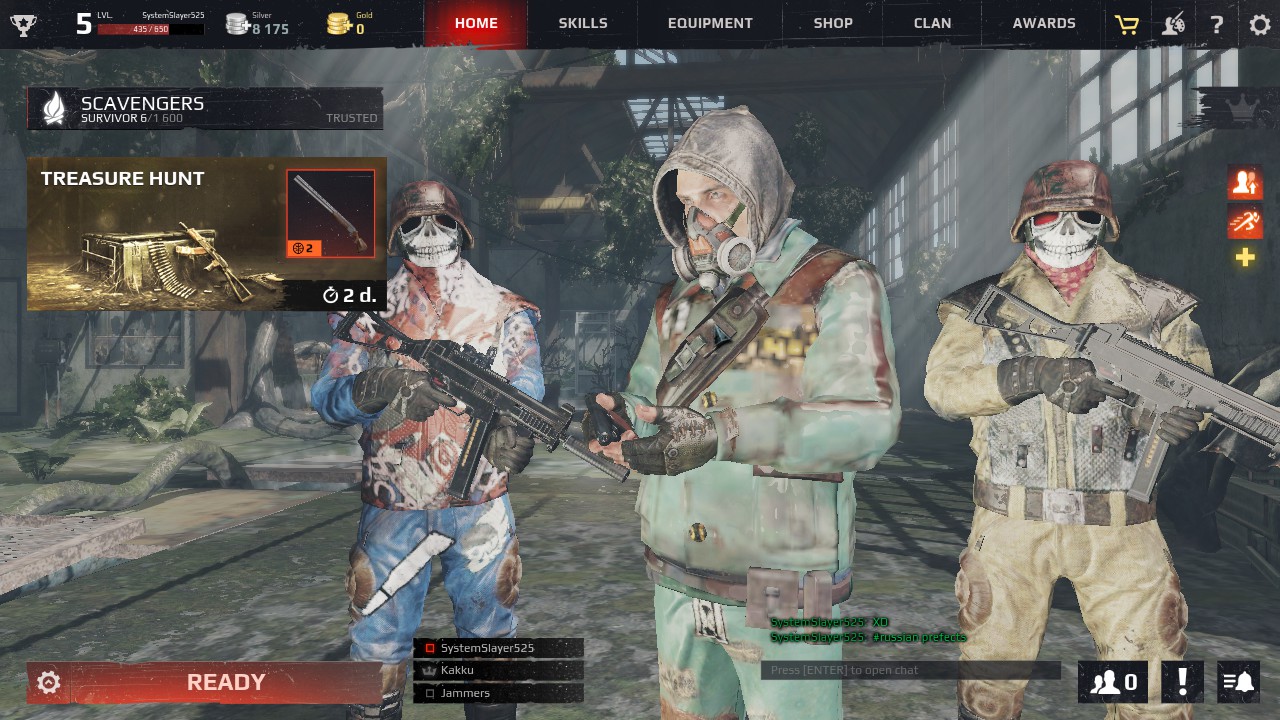 5 LVL. SystemSlayer525
435 / 650
Silver
8 175
Gold
0
HOME
SKILLS
EQUIPMENT
SHOP
CLAN
AWARDS
?
SCAVENGERS
SURVIVOR 6/1 600
TRUSTED
TREASURE HUNT
2
2 d.
SystemSlayer525 XD
SystemSlayer525 #russian prefects
SystemSlayer525
Kakku
Jammers
Press [ENTER] to open chat
READY
0
!